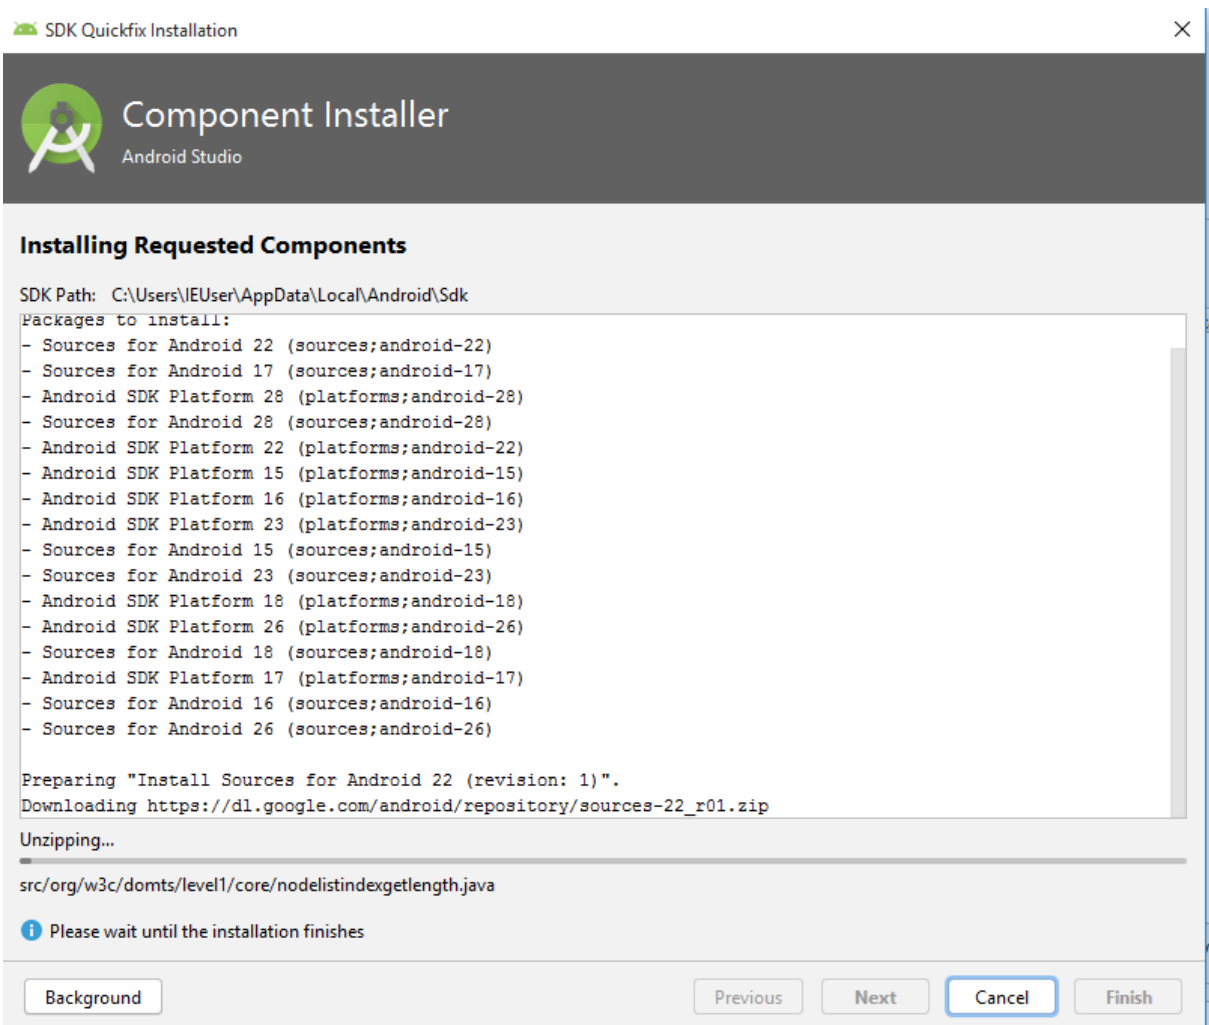 SDK Quickfix Installation
Component Installer
Android Studio
Installing Requested Components
SDK Path: C:\Users\IEUser\AppData\Local\Android\Sdk
Packages to install:
- Sources for Android 22 (sources;android-22)
- Sources for Android 17 (sources;android-17)
- Android SDK Platform 28 (platforms;android-28)
- Sources for Android 28 (sources;android-28)
- Android SDK Platform 22 (platforms;android-22)
- Android SDK Platform 15 (platforms;android-15)
- Android SDK Platform 16 (platforms;android-16)
- Android SDK Platform 23 (platforms;android-23)
- Sources for Android 15 (sources;android-15)
- Sources for Android 23 (sources;android-23)
- Android SDK Platform 18 (platforms;android-18)
- Android SDK Platform 26 (platforms;android-26)
- Sources for Android 18 (sources;android-18)
- Android SDK Platform 17 (platforms;android-17)
- Sources for Android 16 (sources;android-16)
- Sources for Android 26 (sources;android-26)
Preparing "Install Sources for Android 22 (revision: 1)".
Downloading https://dl.google.com/android/repository/sources-22_r01.zip
Unzipping...
src/org/w3c/domts/level1/core/nodelistindexgetlength.java
Please wait until the installation finishes
Background Previous Next Cancel Finish